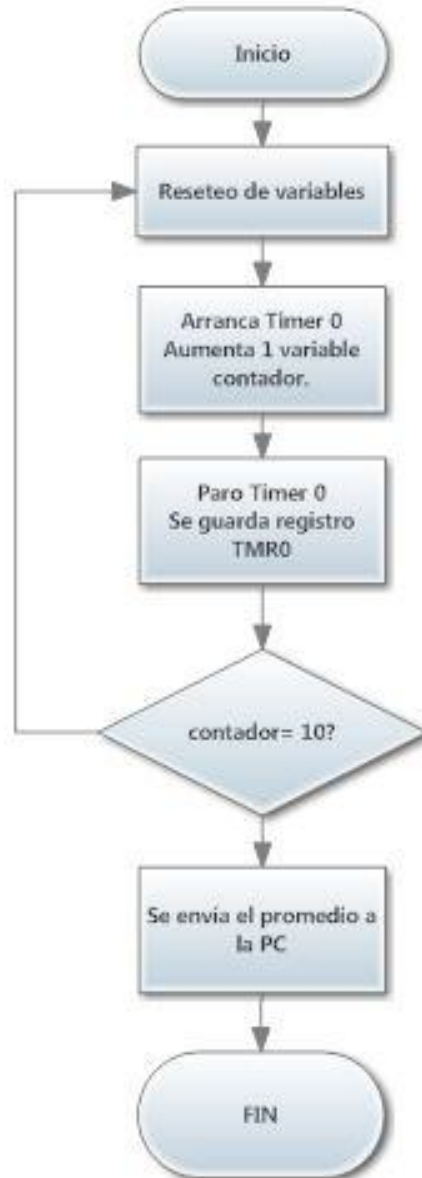 Inicio
Reseteo de variables
Arranca Timer 0
Aumenta 1 variable
contador.
Paro Timer 0
Se guarda registro
TMR0
contador= 10?
Se envia el promedio a
la PC
FIN